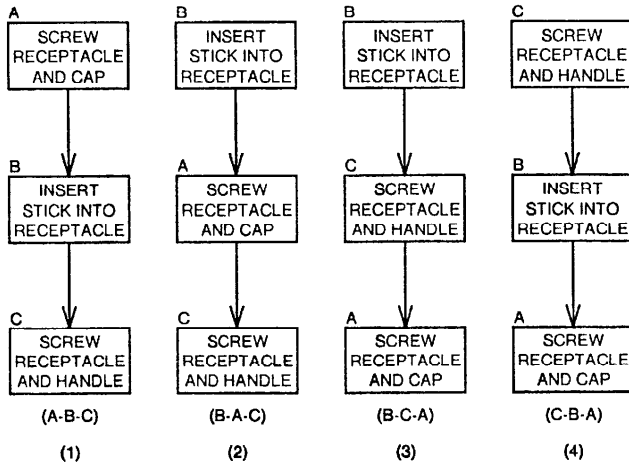 A
SCREW
RECEPTACLE
AND CAP
B
INSERT
STICK INTO
RECEPTACLE
C
SCREW
RECEPTACLE
AND HANDLE
(A-B-C)
(1)
B
INSERT
STICK INTO
RECEPTACLE
A
SCREW
RECEPTACLE
AND CAP
C
SCREW
RECEPTACLE
AND HANDLE
(B-A-C)
(2)
B
INSERT
STICK INTO
RECEPTACLE
C
SCREW
RECEPTACLE
AND HANDLE
A
SCREW
RECEPTACLE
AND CAP
(B-C-A)
(3)
C
SCREW
RECEPTACLE
AND HANDLE
B
INSERT
STICK INTO
RECEPTACLE
A
SCREW
RECEPTACLE
AND CAP
(C-B-A)
(4)